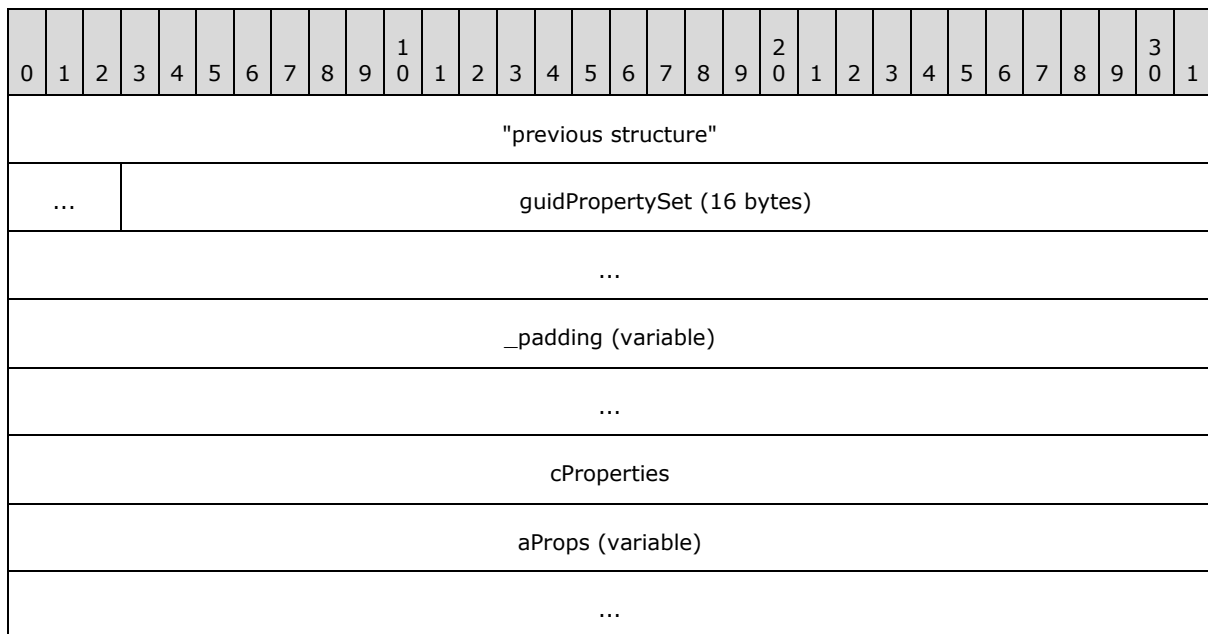 0 1 2 3 4 5 6 7 8 9 1 0 1 2 3 4 5 6 7 8 9 2 0 1 2 3 4 5 6 7 8 9 3 0 1
"previous structure"
... guidPropertySet (16 bytes)
...
_padding (variable)
...
cProperties
aProps (variable)
...